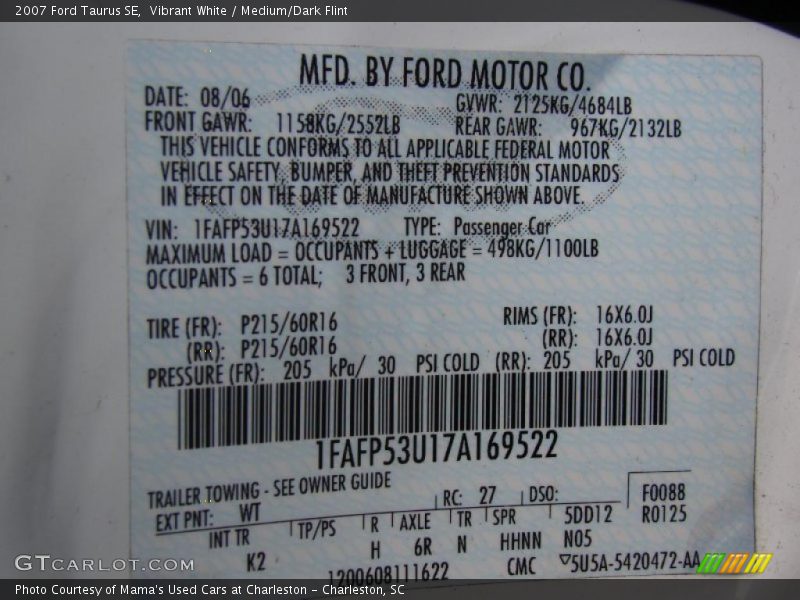 2007 Ford Taurus SE, Vibrant White / Medium/Dark Flint
MFD. BY FORD MOTOR CO.
DATE: 08/06 GVWR: 2125KG/4684LB
FRONT GAWR: 1158KG/2552LB REAR GAWR: 967KG/2132LB
THIS VEHICLE CONFORMS TO ALL APPLICABLE FEDERAL MOTOR
VEHICLE SAFETY, BUMPER, AND THEFT PREVENTION STANDARDS
IN EFFECT ON THE DATE OF MANUFACTURE SHOWN ABOVE.
VIN: 1FAFP53U17A169522 TYPE: Passenger Car
MAXIMUM LOAD = OCCUPANTS + LUGGAGE = 498KG/1100LB
OCCUPANTS = 6 TOTAL; 3 FRONT, 3 REAR
TIRE (FR): P215/60R16 RIMS (FR): 16X6.0J
(RR): P215/60R16 (RR): 16X6.0J
PRESSURE (FR): 205 kPa/ 30 PSI COLD (RR): 205 kPa/ 30 PSI COLD
1FAFP53U17A169522
TRAILER TOWING - SEE OWNER GUIDE
EXT PNT: WT RC: 27 DSO: F0088
INT TR TP/PS R AXLE TR SPR 5DD12 R0125
K2 H 6R N HHNN N05
1200608111622 CMC ▽5U5A-5420472-AA
GTCARLOT.COM
Photo Courtesy of Mama's Used Cars at Charleston - Charleston, SC